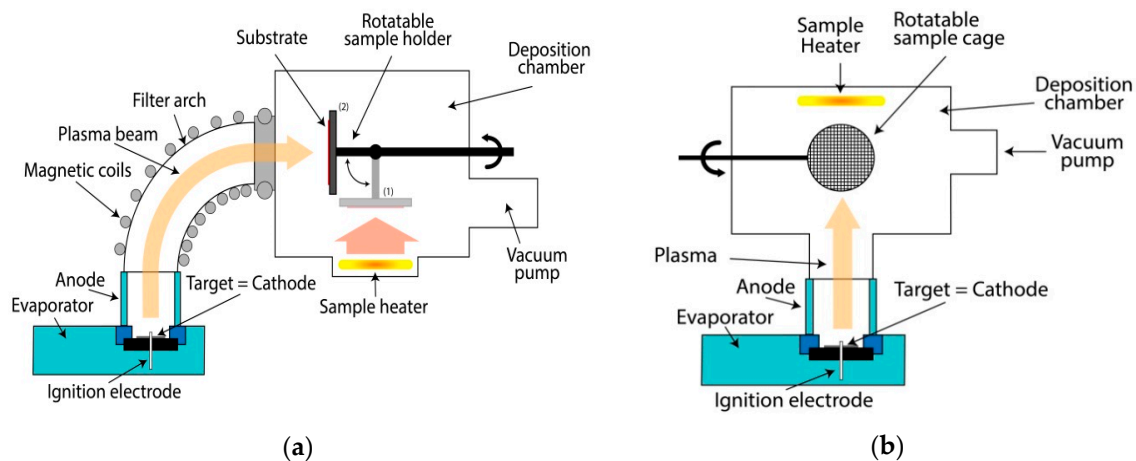 Substrate
Rotatable
sample holder
Deposition
chamber
Filter arch
Plasma beam
Magnetic coils
(2)
(1)
Anode
Target = Cathode
Evaporator
Sample heater
Vacuum
pump
Ignition electrode
(a)
Sample
Heater
Rotatable
sample cage
Deposition
chamber
Vacuum
pump
Plasma
Anode
Target = Cathode
Evaporator
Ignition electrode
(b)